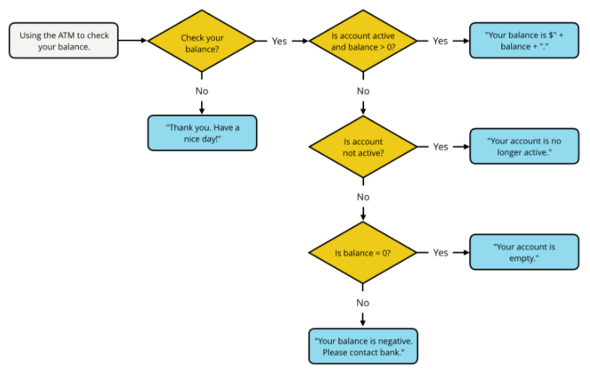 Using the ATM to check
your balance.
Check your
balance?
Yes
Is account active
and balance > 0?
Yes
"Your balance is $" +
balance + "."
No
No
"Thank you. Have a
nice day!"
Is account
not active?
Yes
"Your account is no
longer active."
No
Is balance = 0?
Yes
"Your account is
empty."
No
"Your balance is negative.
Please contact bank."